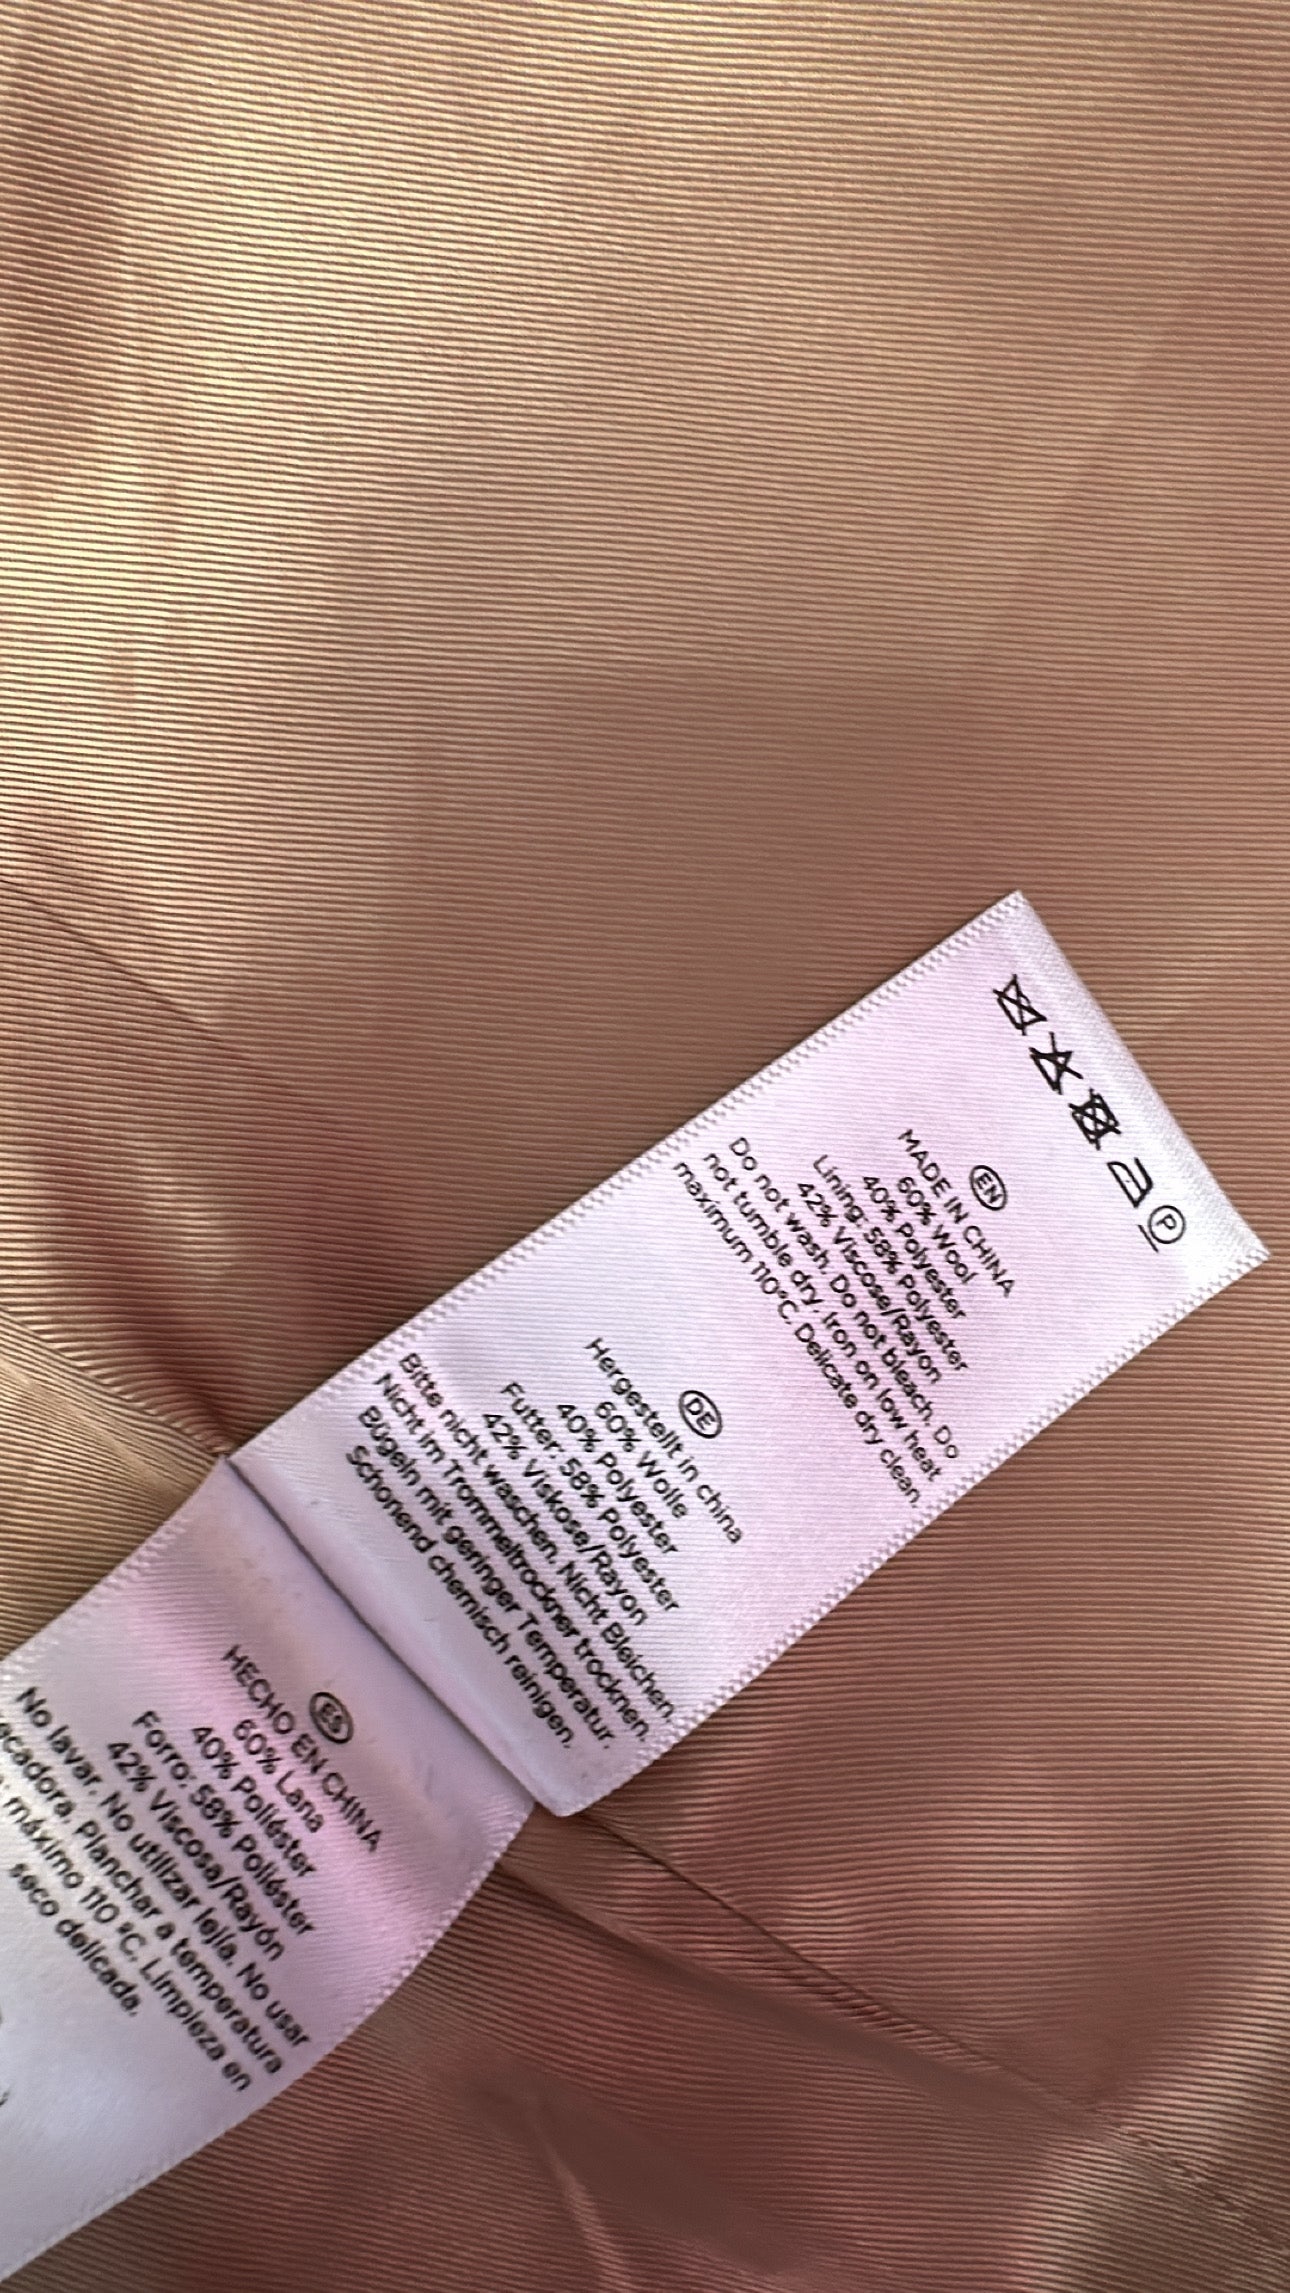 P
EN
MADE IN CHINA
60% Wool
40% Polyester
Lining: 58% Polyester
42% Viscose/Rayon
Do not wash. Do not bleach. Do
not tumble dry. Iron on low heat
maximum 110°C. Delicate dry clean.
DE
Hergestellt in china
60% Wolle
40% Polyester
Futter: 58% Polyester
42% Viskose/Rayon
Bitte nicht waschen. Nicht Bleichen.
Nicht im Trommeltrockner trocknen.
Bügeln mit geringer Temperatur.
Schonend chemisch reinigen.
ES
HECHO EN CHINA
60% Lana
40% Poliéster
Forro: 58% Poliéster
42% Viscosa/Rayón
No lavar. No utilizar lejía. No usar
ecadora. Planchar a temperatura
máximo 110 °C. Limpieza en
seco delicada.